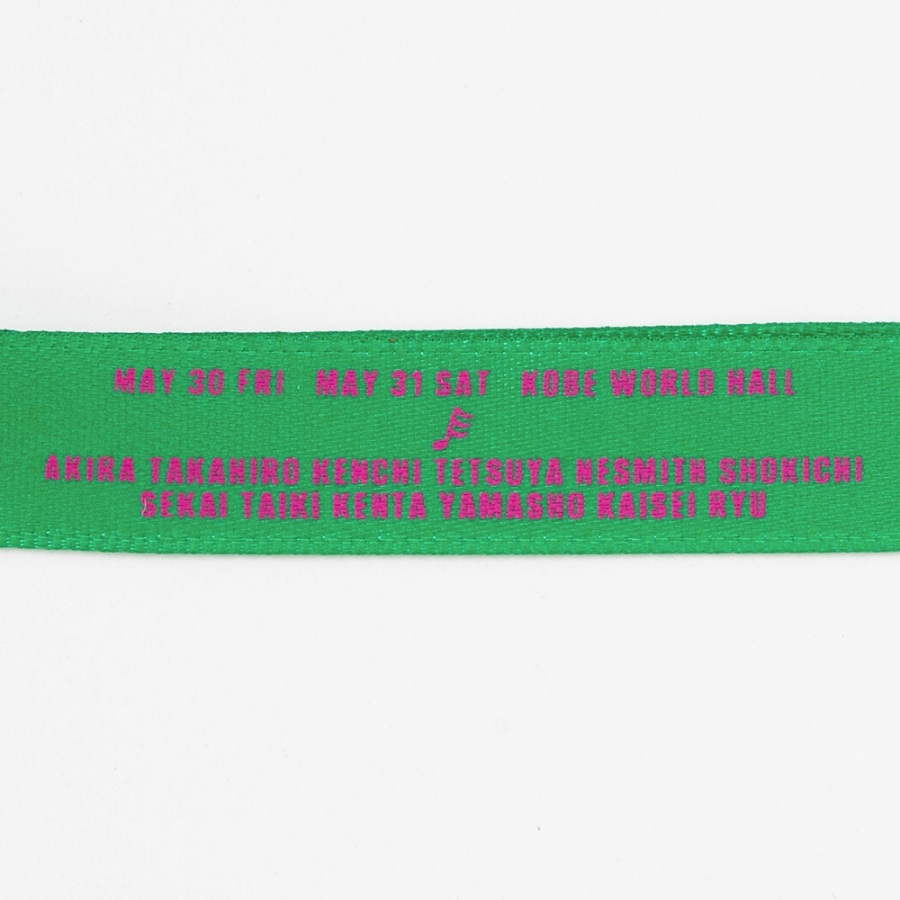 MAY 30 FRI MAY 31 SAT KOBE WORLD HALL
AKIRA TAKAHIRO KENCHI TETSUYA NESMITH SHOKICHI
SEKAI TAIKI KENTA YAMASHO KAISEI RYU